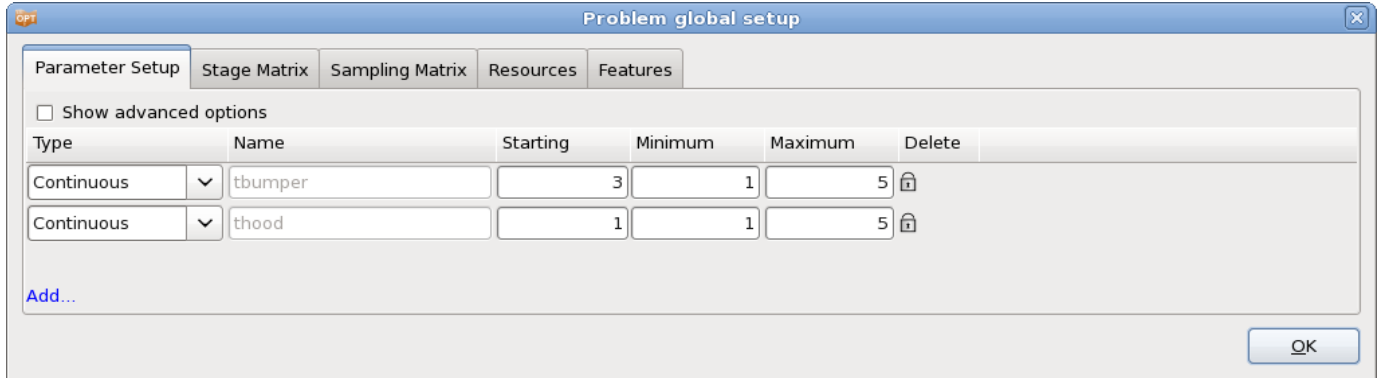 OPT Problem global setup
Parameter Setup Stage Matrix Sampling Matrix Resources Features
Show advanced options
Type Name Starting Minimum Maximum Delete
Continuous tbumper 3 1 5
Continuous thood 1 1 5
Add...
OK